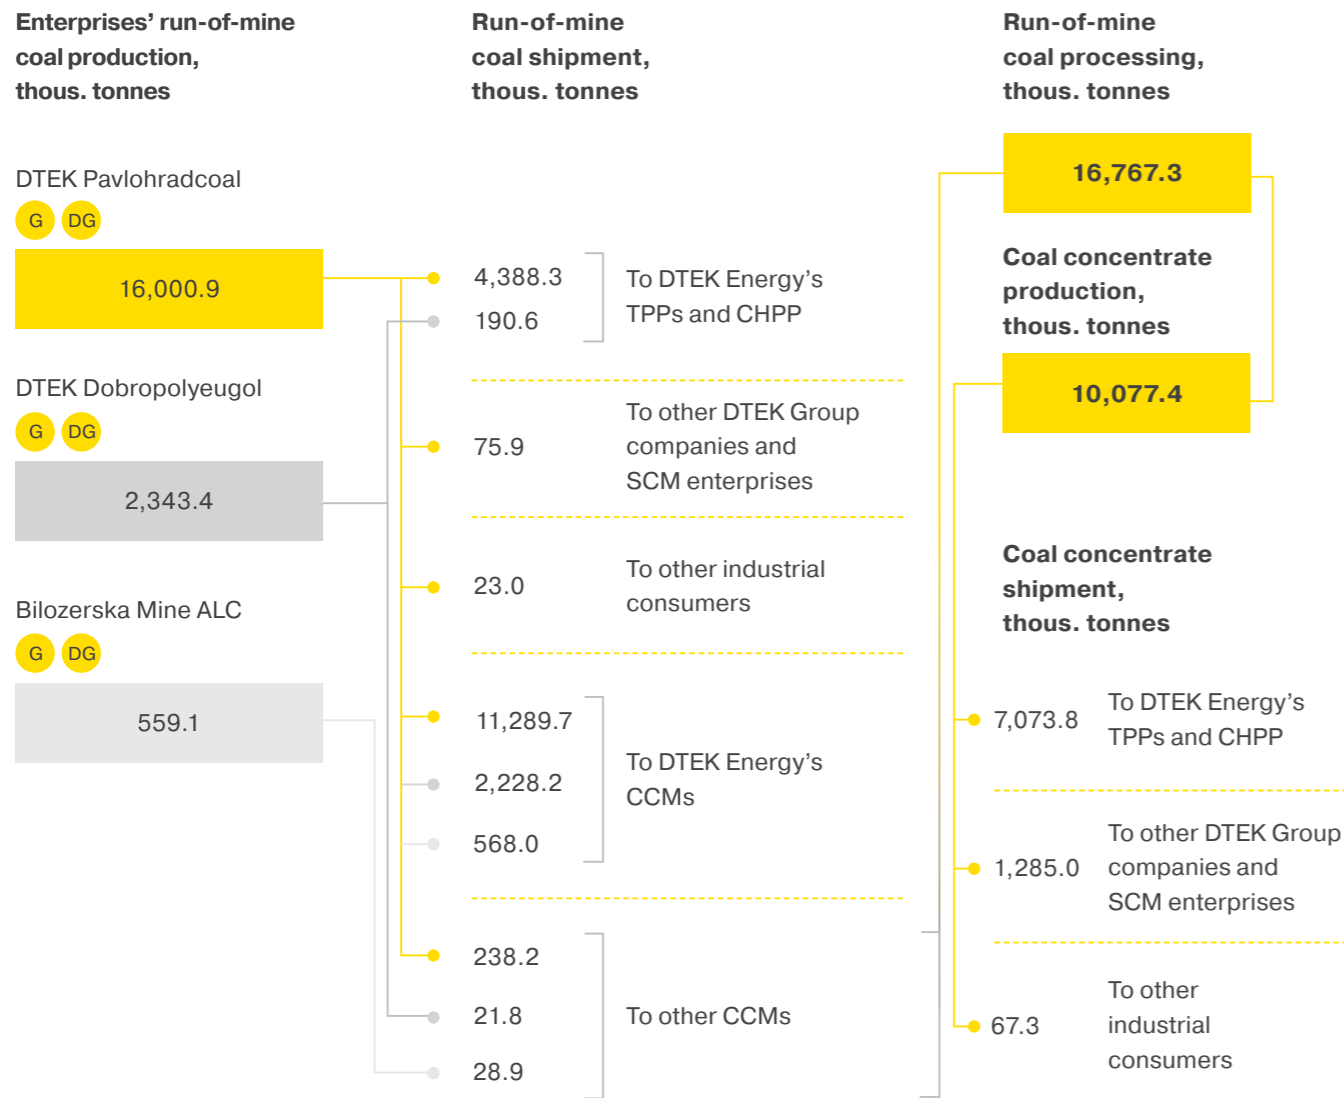 Enterprises' run-of-mine
coal production,
thous. tonnes
DTEK Pavlohradcoal
G DG
16,000.9
DTEK Dobropolyeugol
G DG
2,343.4
Bilozerska Mine ALC
G DG
559.1
Run-of-mine
coal shipment,
thous. tonnes
4,388.3
190.6
To DTEK Energy's
TPPs and CHPP
75.9
To other DTEK Group
companies and
SCM enterprises
23.0
To other industrial
consumers
11,289.7
2,228.2
568.0
To DTEK Energy's
CCMs
238.2
21.8
28.9
To other CCMs
Run-of-mine
coal processing,
thous. tonnes
16,767.3
Coal concentrate
production,
thous. tonnes
10,077.4
Coal concentrate
shipment,
thous. tonnes
7,073.8
To DTEK Energy's
TPPs and CHPP
1,285.0
To other DTEK Group
companies and
SCM enterprises
67.3
To other
industrial
consumers